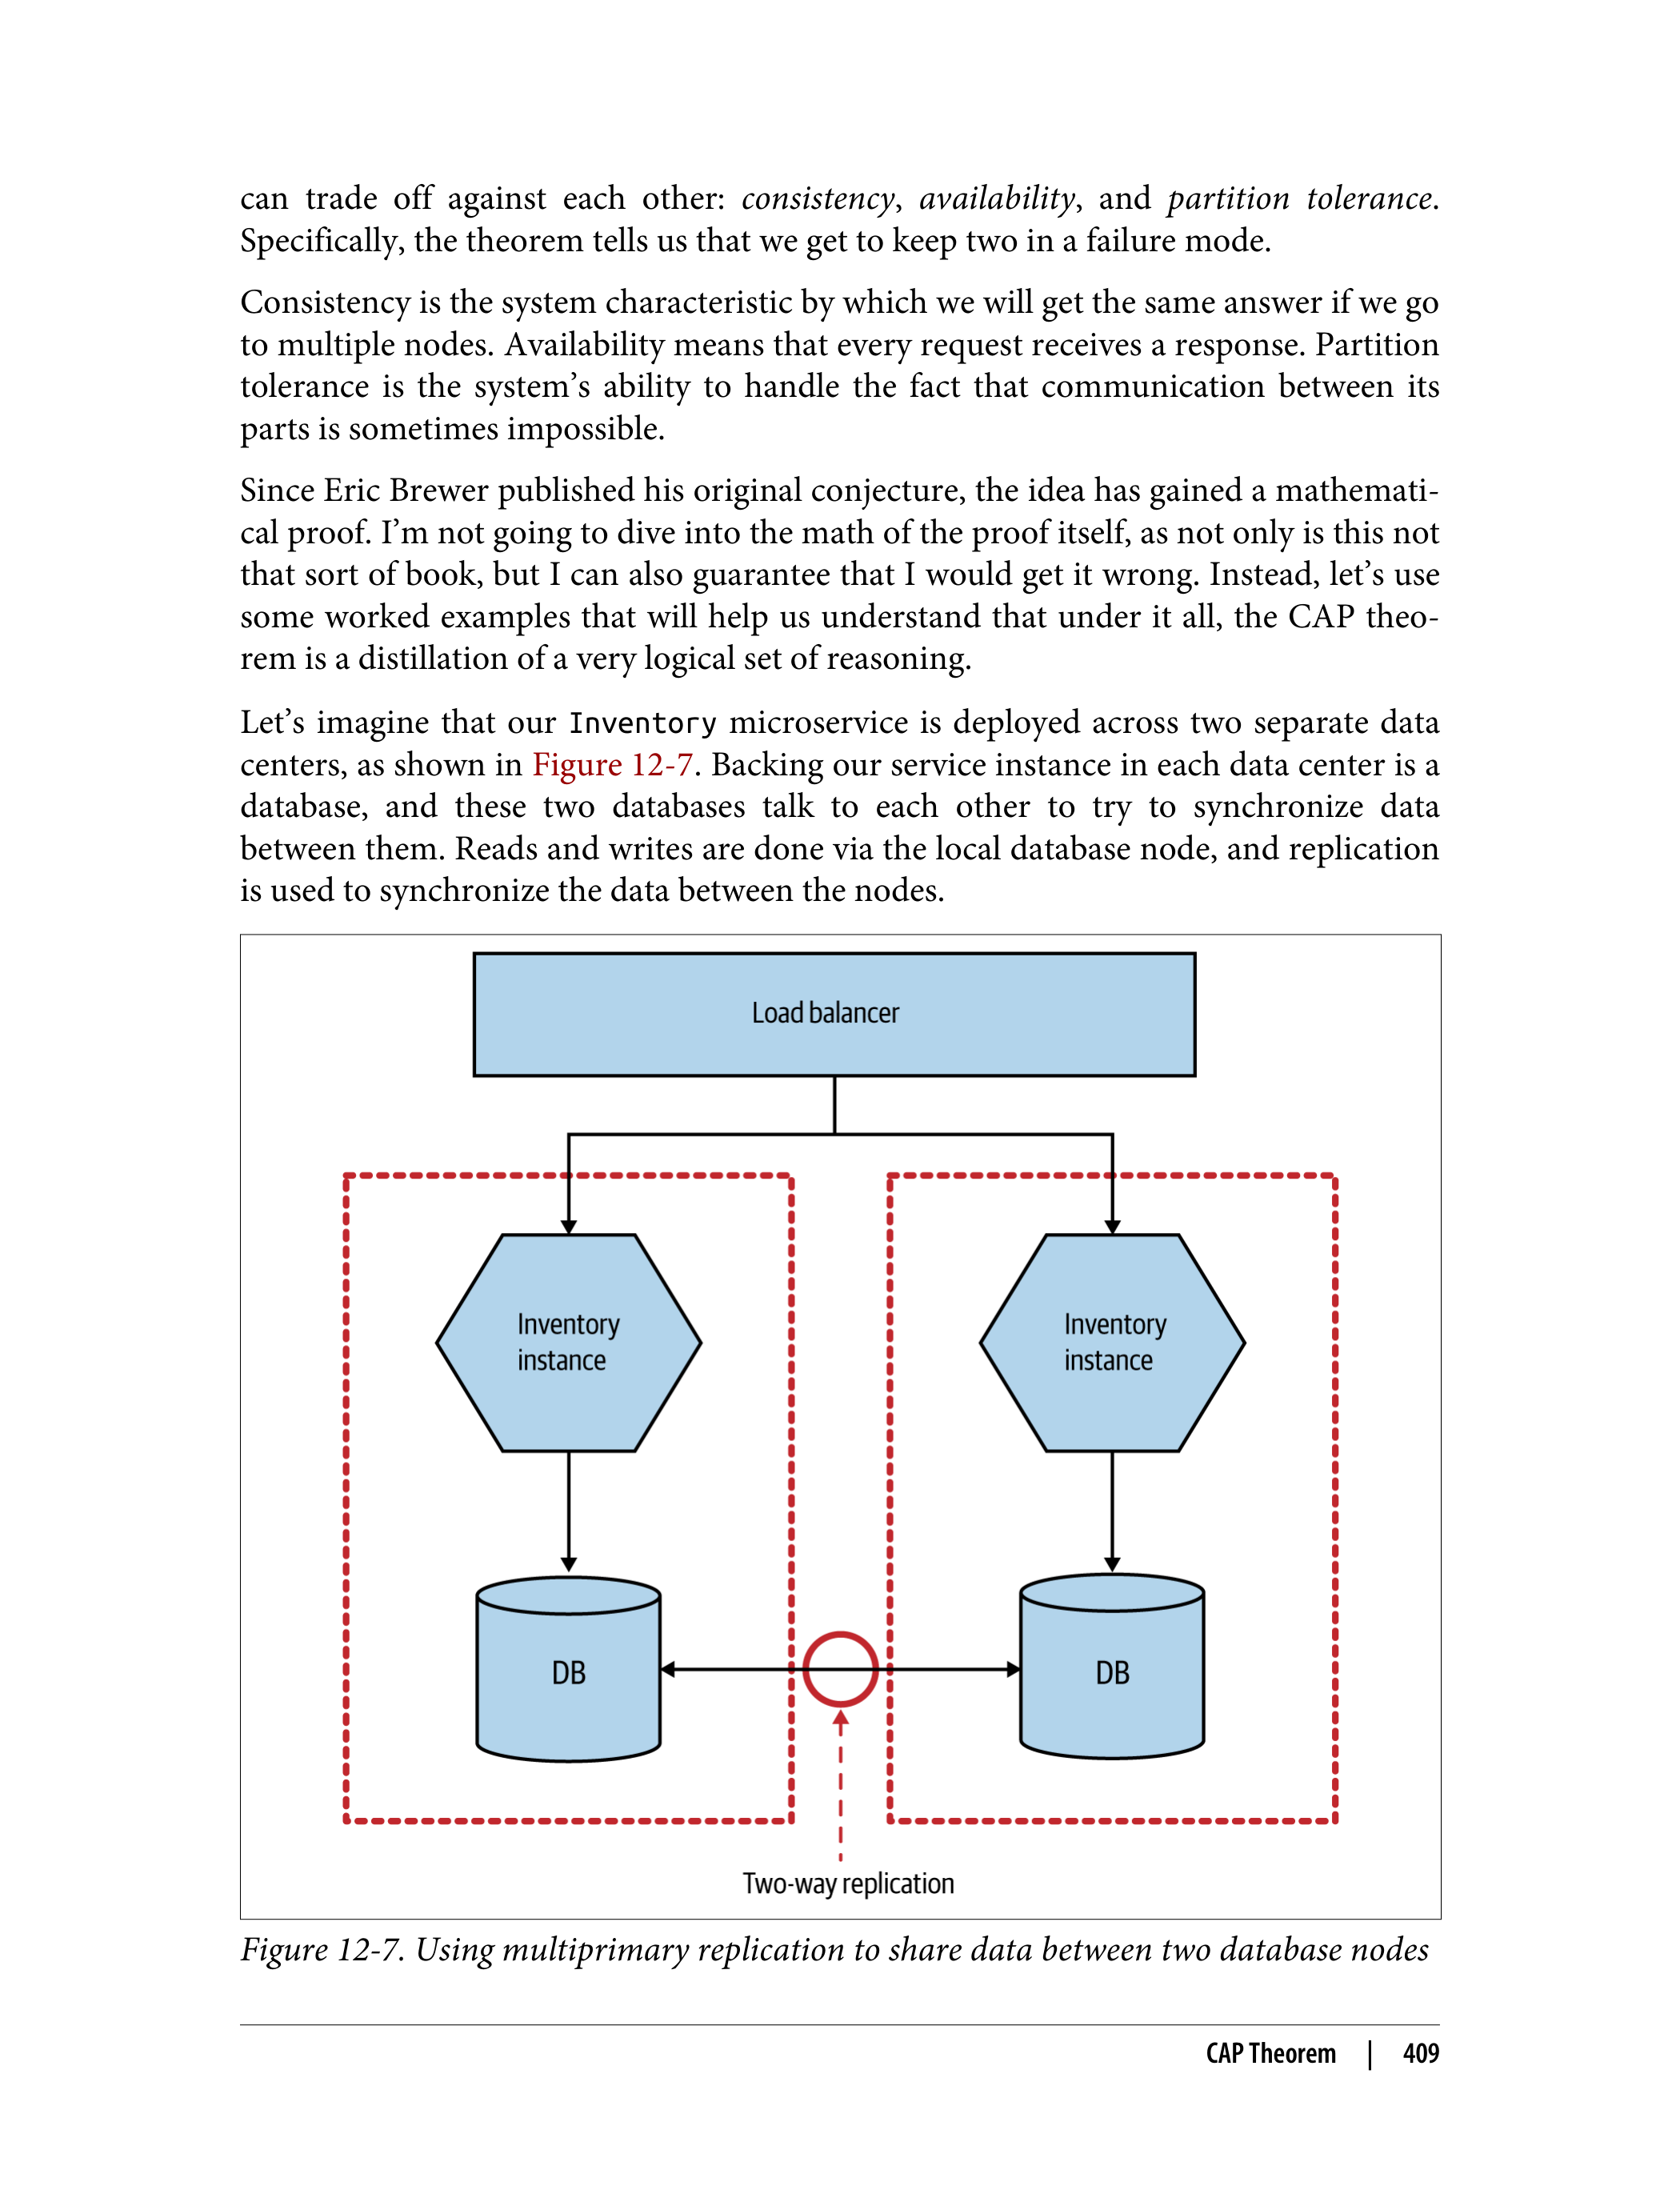 can trade off against each other: consistency, availability, and partition tolerance.
Specifically, the theorem tells us that we get to keep two in a failure mode.
Consistency is the system characteristic by which we will get the same answer if we go
to multiple nodes. Availability means that every request receives a response. Partition
tolerance is the system’s ability to handle the fact that communication between its
parts is sometimes impossible.
Since Eric Brewer published his original conjecture, the idea has gained a mathemati-
cal proof. I’m not going to dive into the math of the proof itself, as not only is this not
that sort of book, but I can also guarantee that I would get it wrong. Instead, let’s use
some worked examples that will help us understand that under it all, the CAP theo-
rem is a distillation of a very logical set of reasoning.
Let’s imagine that our Inventory microservice is deployed across two separate data
centers, as shown in Figure 12-7. Backing our service instance in each data center is a
database, and these two databases talk to each other to try to synchronize data
between them. Reads and writes are done via the local database node, and replication
is used to synchronize the data between the nodes.
Load balancer
Inventory
instance
Inventory
instance
DB
DB
Two-way replication
Figure 12-7. Using multiprimary replication to share data between two database nodes
CAP Theorem | 409